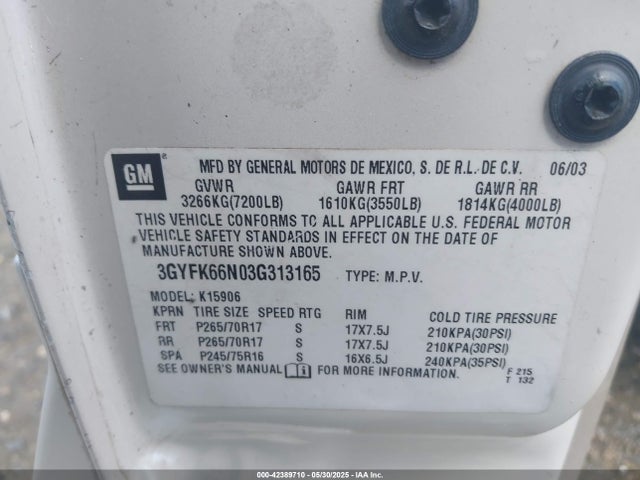 GM ®
MFD BY GENERAL MOTORS DE MEXICO, S. DE R.L. DE C.V. 06/03
GVWR GAWR FRT GAWR RR
3266KG(7200LB) 1610KG(3550LB) 1814KG(4000LB)
THIS VEHICLE CONFORMS TO ALL APPLICABLE U.S. FEDERAL MOTOR
VEHICLE SAFETY STANDARDS IN EFFECT ON THE DATE OF
MANUFACTURE SHOWN ABOVE.
3GYFK66N03G313165 TYPE: M.P.V.
MODEL: K15906
KPRN TIRE SIZE SPEED RTG RIM COLD TIRE PRESSURE
FRT P265/70R17 S 17X7.5J 210KPA(30PSI)
RR P265/70R17 S 17X7.5J 210KPA(30PSI)
SPA P245/75R16 S 16X6.5J 240KPA(35PSI)
SEE OWNER'S MANUAL FOR ADDITIONAL INFORMATION. F 215
T 132
000-42389710 - 05/30/2025 - IAA Inc.